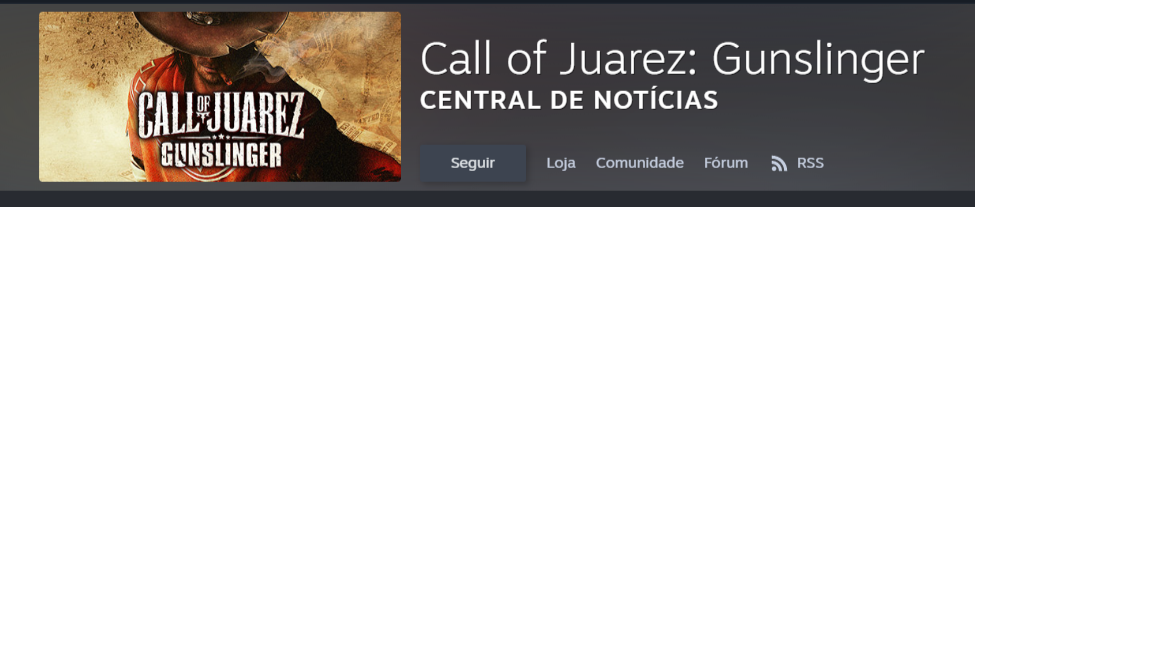 CALL OF JUAREZ
GUNSLINGER
Call of Juarez: Gunslinger
CENTRAL DE NOTÍCIAS
Seguir
Loja
Comunidade
Fórum
RSS